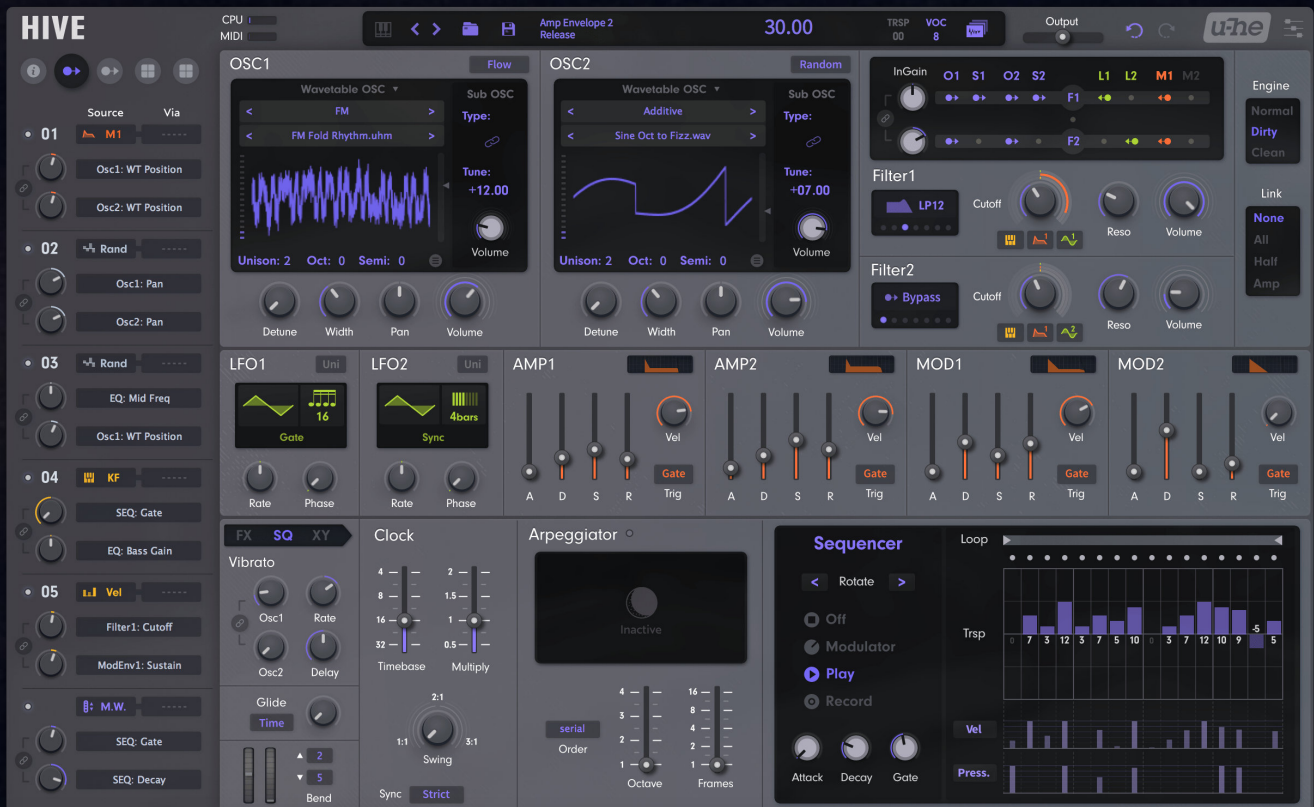 HIVE
CPU
MIDI
Amp Envelope 2
Release
30.00
TRSP
00
VOC
8
Output
u-he
Source
Via
01
M1
-----
Osc1: WT Position
Osc2: WT Position
02
Rand
-----
Osc1: Pan
Osc2: Pan
03
Rand
-----
EQ: Mid Freq
Osc1: WT Position
04
KF
-----
SEQ: Gate
EQ: Bass Gain
05
Vel
-----
Filter1: Cutoff
ModEnv1: Sustain
M.W.
-----
SEQ: Gate
SEQ: Decay
OSC1
Flow
Wavetable OSC
< FM >
< FM Fold Rhythm.uhm >
Sub OSC
Type:
Tune:
+12.00
Volume
Unison: 2 Oct: 0 Semi: 0
Detune
Width
Pan
Volume
OSC2
Random
Wavetable OSC
< Additive >
< Sine Oct to Fizz.wav >
Sub OSC
Type:
Tune:
+07.00
Volume
Unison: 2 Oct: 0 Semi: 0
Detune
Width
Pan
Volume
InGain
O1 S1 O2 S2 L1 L2 M1 M2
F1
F2
Engine
Normal
Dirty
Clean
Filter1
LP12
Cutoff
1
1
Reso
Volume
Link
None
All
Half
Amp
Filter2
Bypass
Cutoff
1
2
Reso
Volume
LFO1
Uni
16
Gate
Rate
Phase
LFO2
Uni
4bars
Sync
Rate
Phase
AMP1
Vel
Gate
Trig
A D S R
AMP2
Vel
Gate
Trig
A D S R
MOD1
Vel
Gate
Trig
A D S R
MOD2
Vel
Gate
Trig
A D S R
FX SQ XY
Vibrato
Osc1
Rate
Osc2
Delay
Glide
Time
2
5
Bend
Clock
4
8
16
32
Timebase
2
1.5
1
0.5
Multiply
2:1
1:1
3:1
Swing
Sync
Strict
Arpeggiator
Inactive
serial
Order
4
3
2
1
Octave
16
8
4
2
1
Frames
Sequencer
< Rotate >
Off
Modulator
Play
Record
Attack
Decay
Gate
Loop
Trsp
0 7 3 12 3 7 5 10 0 3 7 12 10 9 -5 5
Vel
Press.